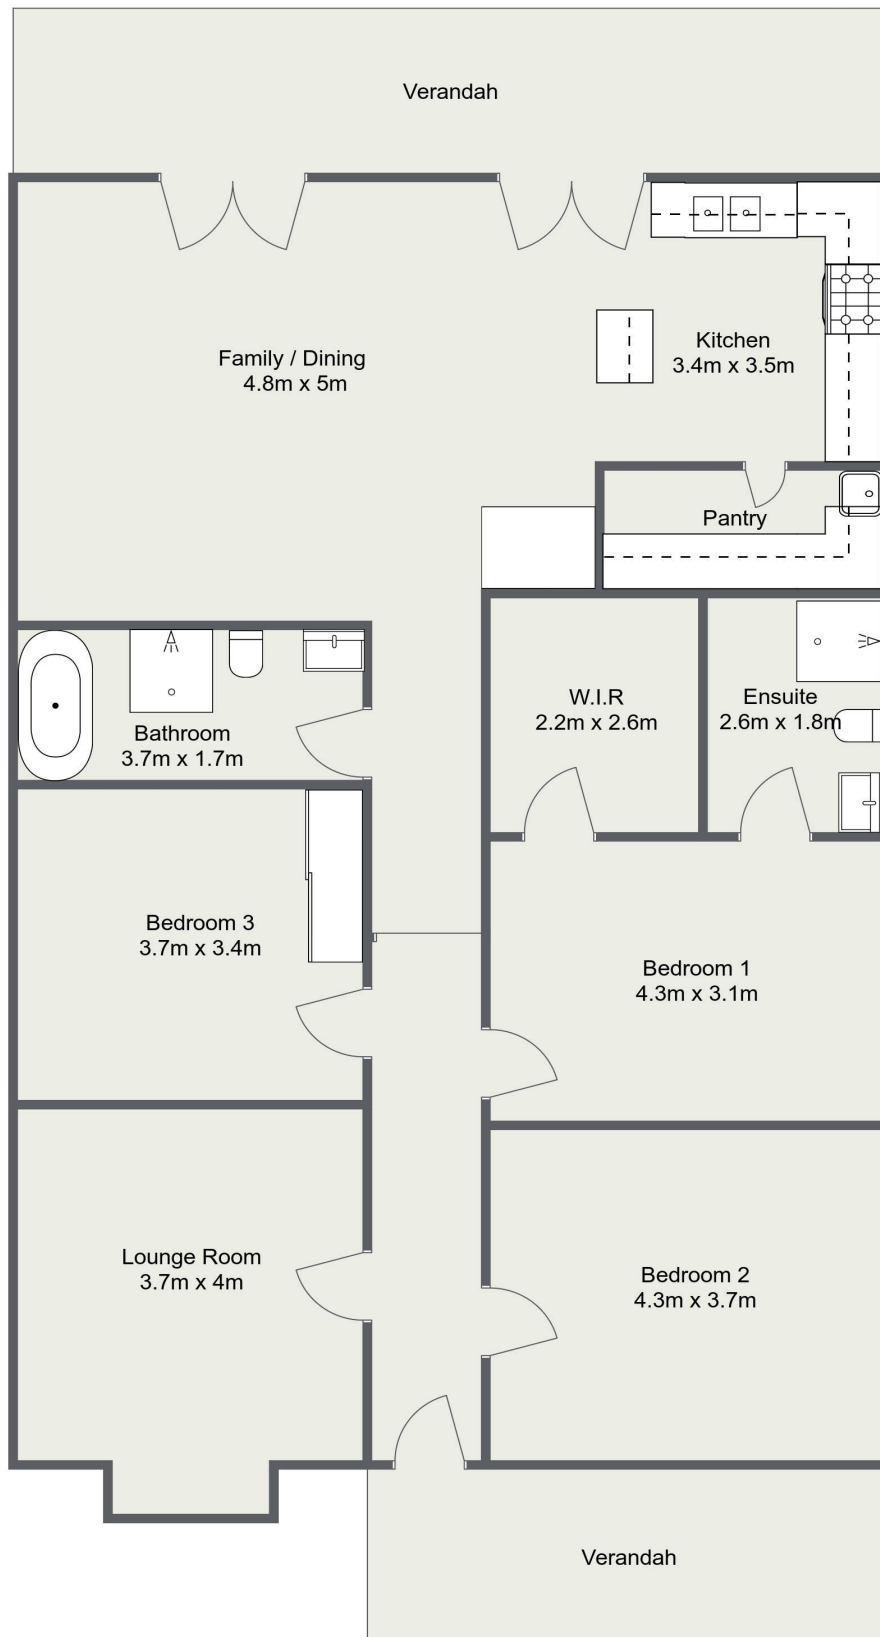 Verandah
Family / Dining
4.8m x 5m
Kitchen
3.4m x 3.5m
Pantry
Bathroom
3.7m x 1.7m
W.I.R
2.2m x 2.6m
Ensuite
2.6m x 1.8m
Bedroom 3
3.7m x 3.4m
Bedroom 1
4.3m x 3.1m
Lounge Room
3.7m x 4m
Bedroom 2
4.3m x 3.7m
Verandah